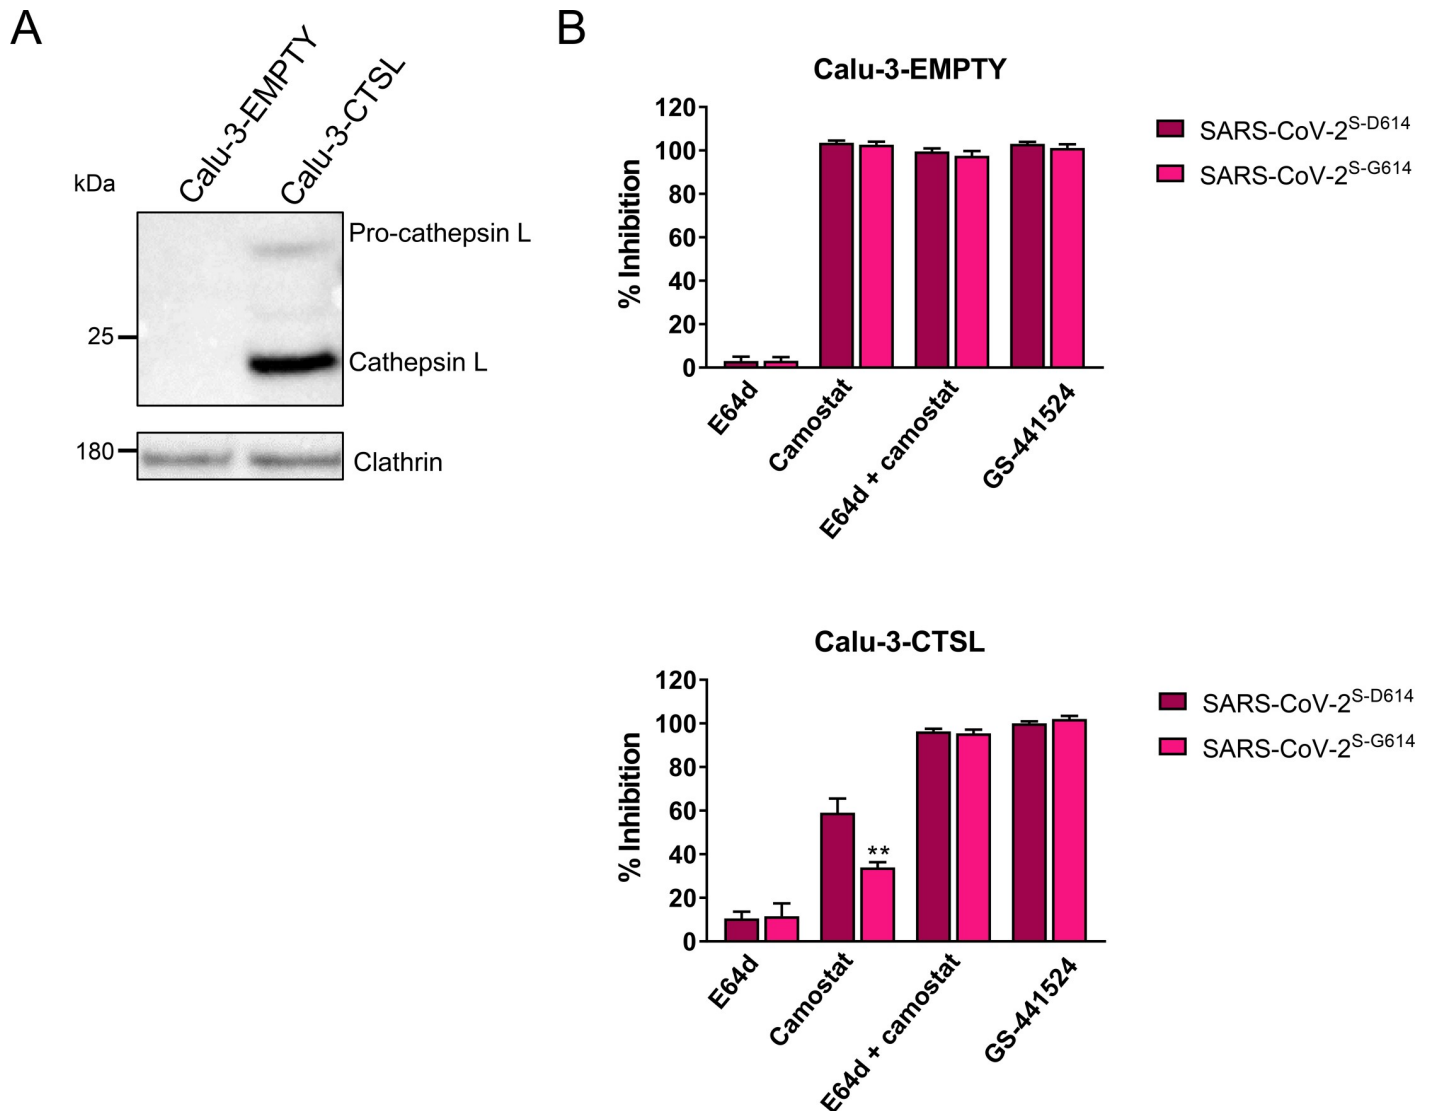 A
Calu-3-EMPTY
Calu-3-CTSL
kDa
Pro-cathepsin L
25
Cathepsin L
180
Clathrin
B
Calu-3-EMPTY
120
100
80
60
40
20
0
% Inhibition
E64d
Camostat
E64d + camostat
GS-441524
SARS-CoV-2S-D614
SARS-CoV-2S-G614
Calu-3-CTSL
120
100
80
60
40
20
0
% Inhibition
**
E64d
Camostat
E64d + camostat
GS-441524
SARS-CoV-2S-D614
SARS-CoV-2S-G614